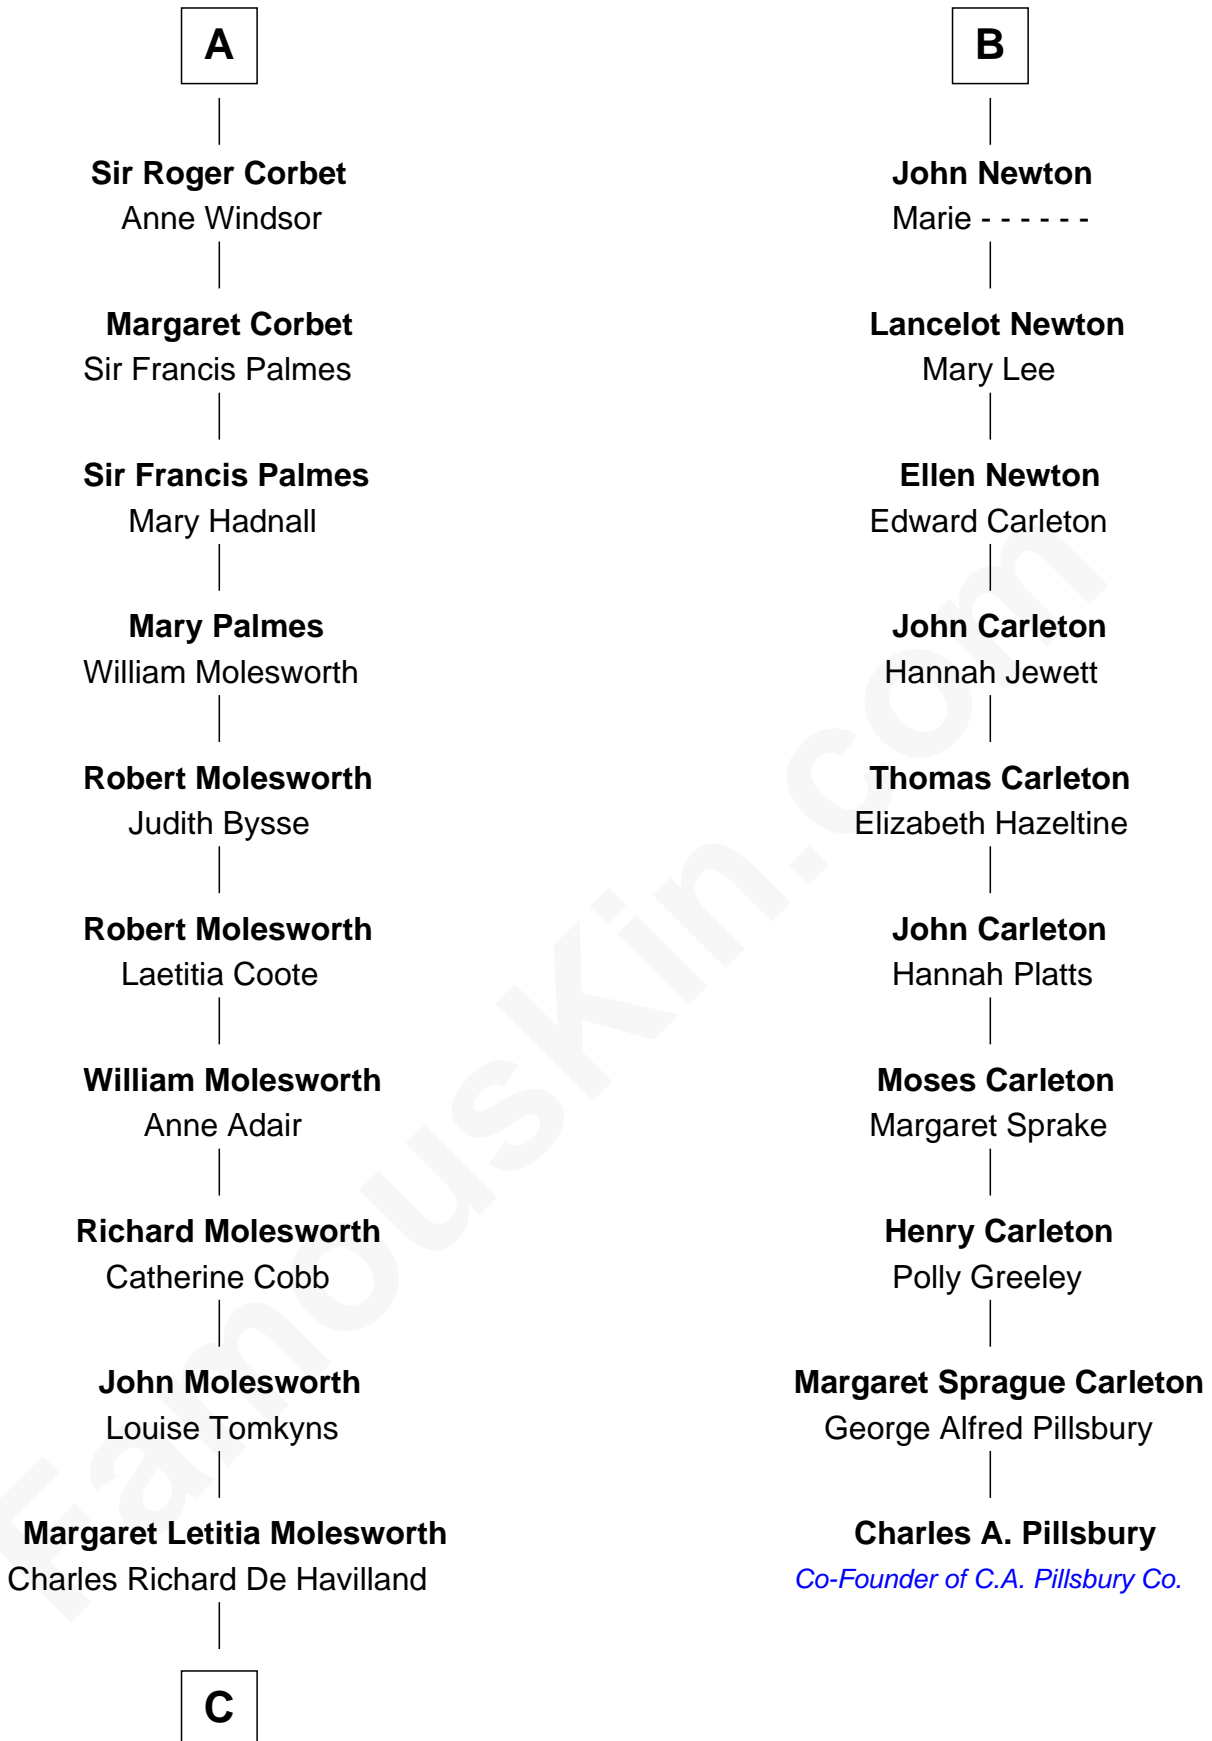 A
Sir Roger Corbet
Anne Windsor
Margaret Corbet
Sir Francis Palmes
Sir Francis Palmes
Mary Hadnall
Mary Palmes
William Molesworth
Robert Molesworth
Judith Bysse
Robert Molesworth
Laetitia Coote
William Molesworth
Anne Adair
Richard Molesworth
Catherine Cobb
John Molesworth
Louise Tomkyns
Margaret Letitia Molesworth
Charles Richard De Havilland
C
B
John Newton
Marie - - - - - -
Lancelot Newton
Mary Lee
Ellen Newton
Edward Carleton
John Carleton
Hannah Jewett
Thomas Carleton
Elizabeth Hazeltine
John Carleton
Hannah Platts
Moses Carleton
Margaret Sprake
Henry Carleton
Polly Greeley
Margaret Sprague Carleton
George Alfred Pillsbury
Charles A. Pillsbury
Co-Founder of C.A. Pillsbury Co.
FamousKin.com